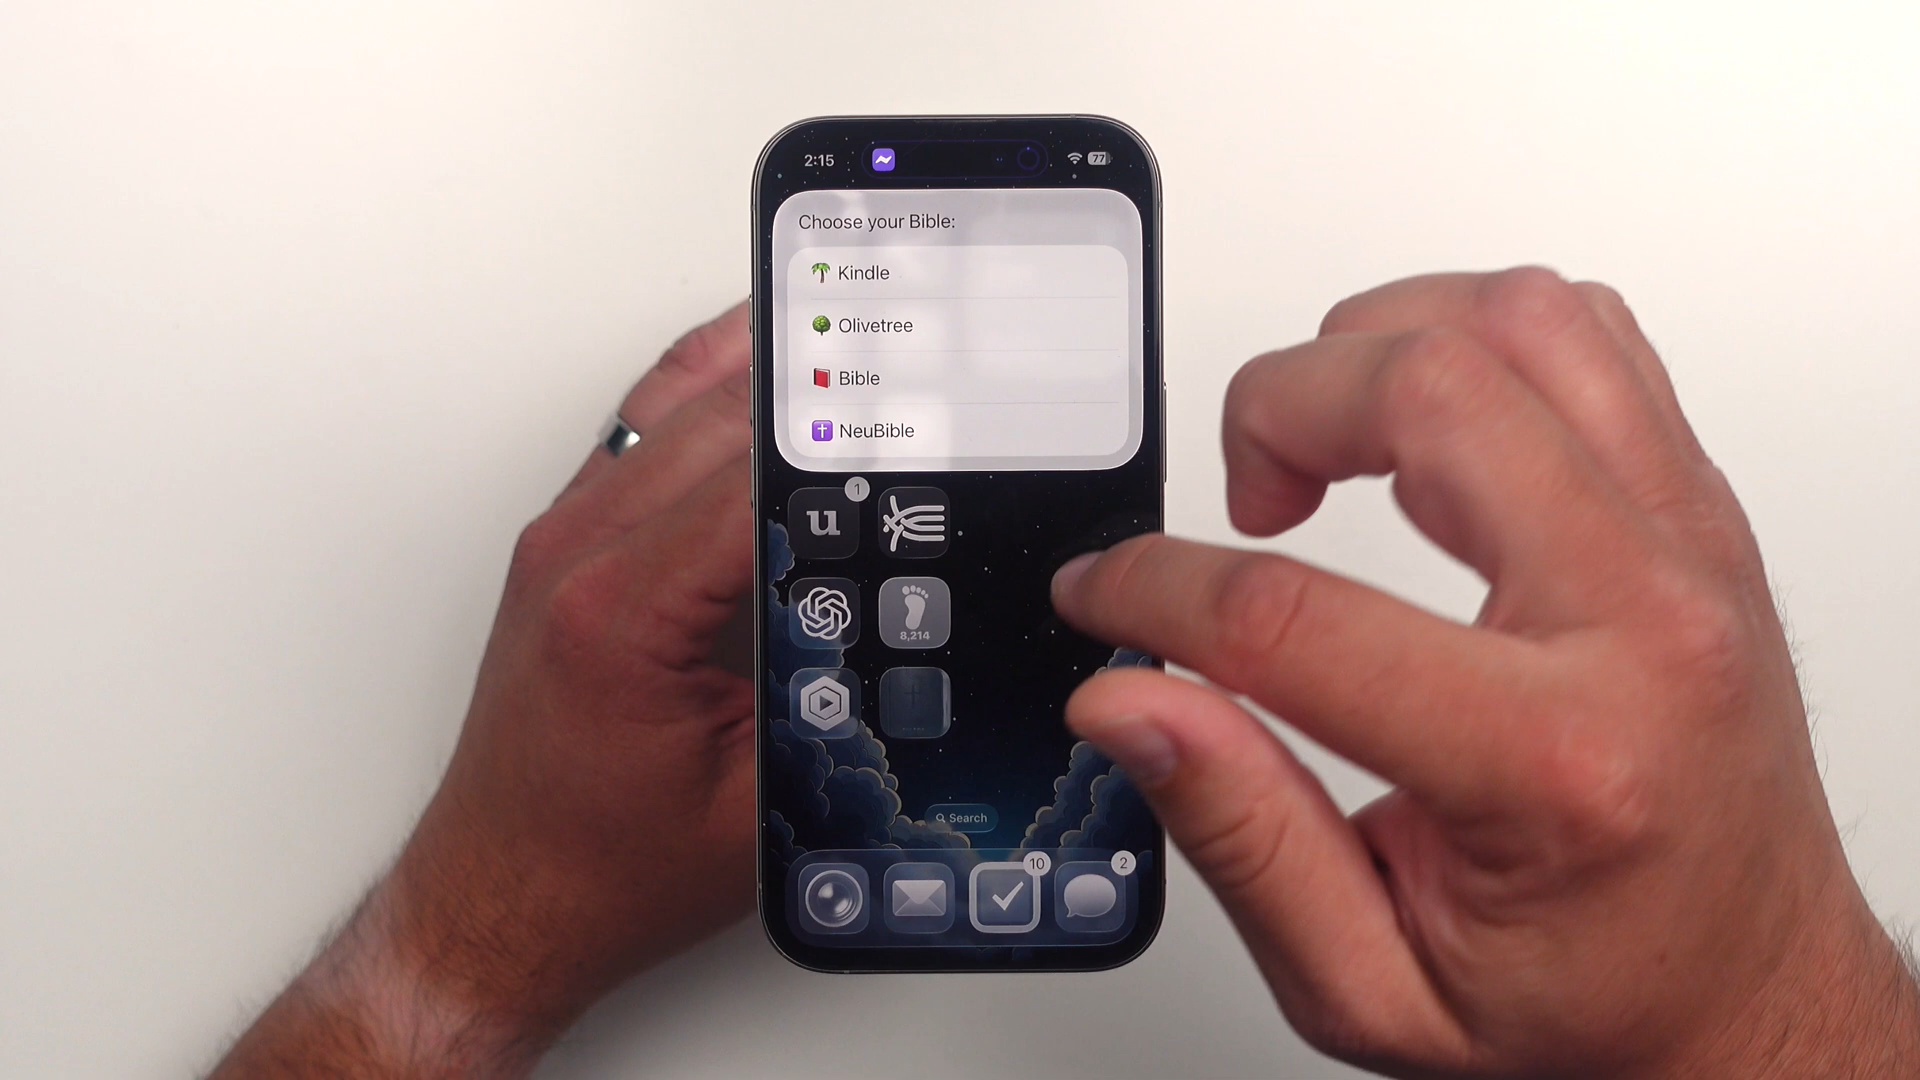 2:15
77
Choose your Bible:
🌴 Kindle
🌳 Olivetree
📕 Bible
✝️ NeuBible
1
u
8,214
Search
10
2